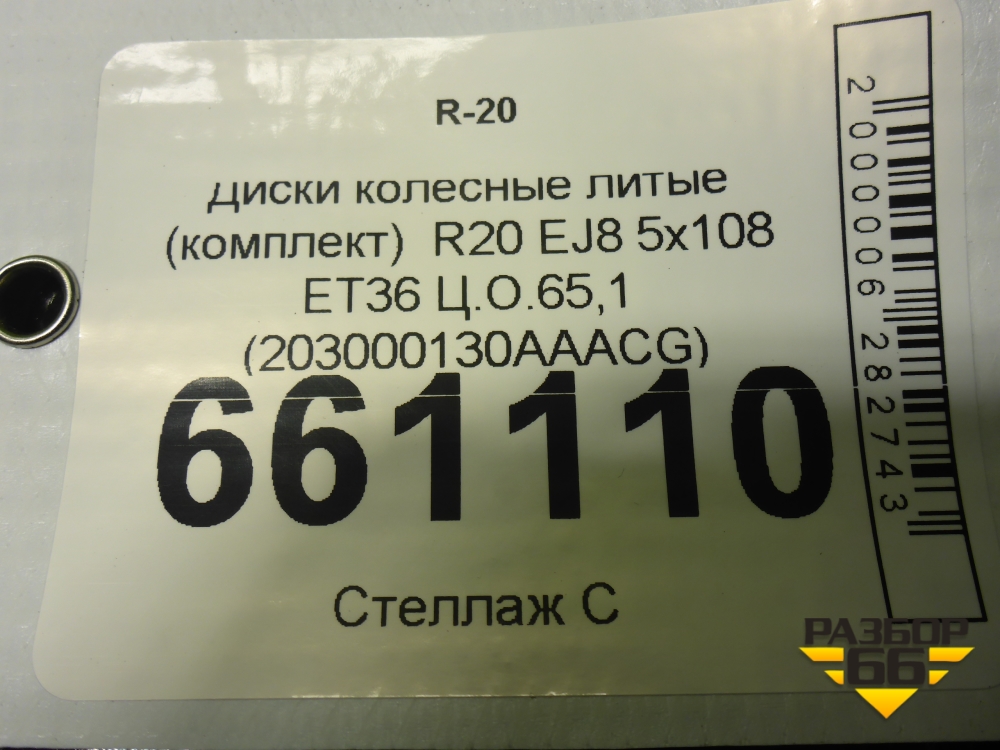 R-20
Диски колесные литые
(комплект) R20 EJ8 5x108
ET36 Ц.О.65,1
(203000130AAACG)
661110
Стеллаж С
2000006282743
РАЗБОР
66